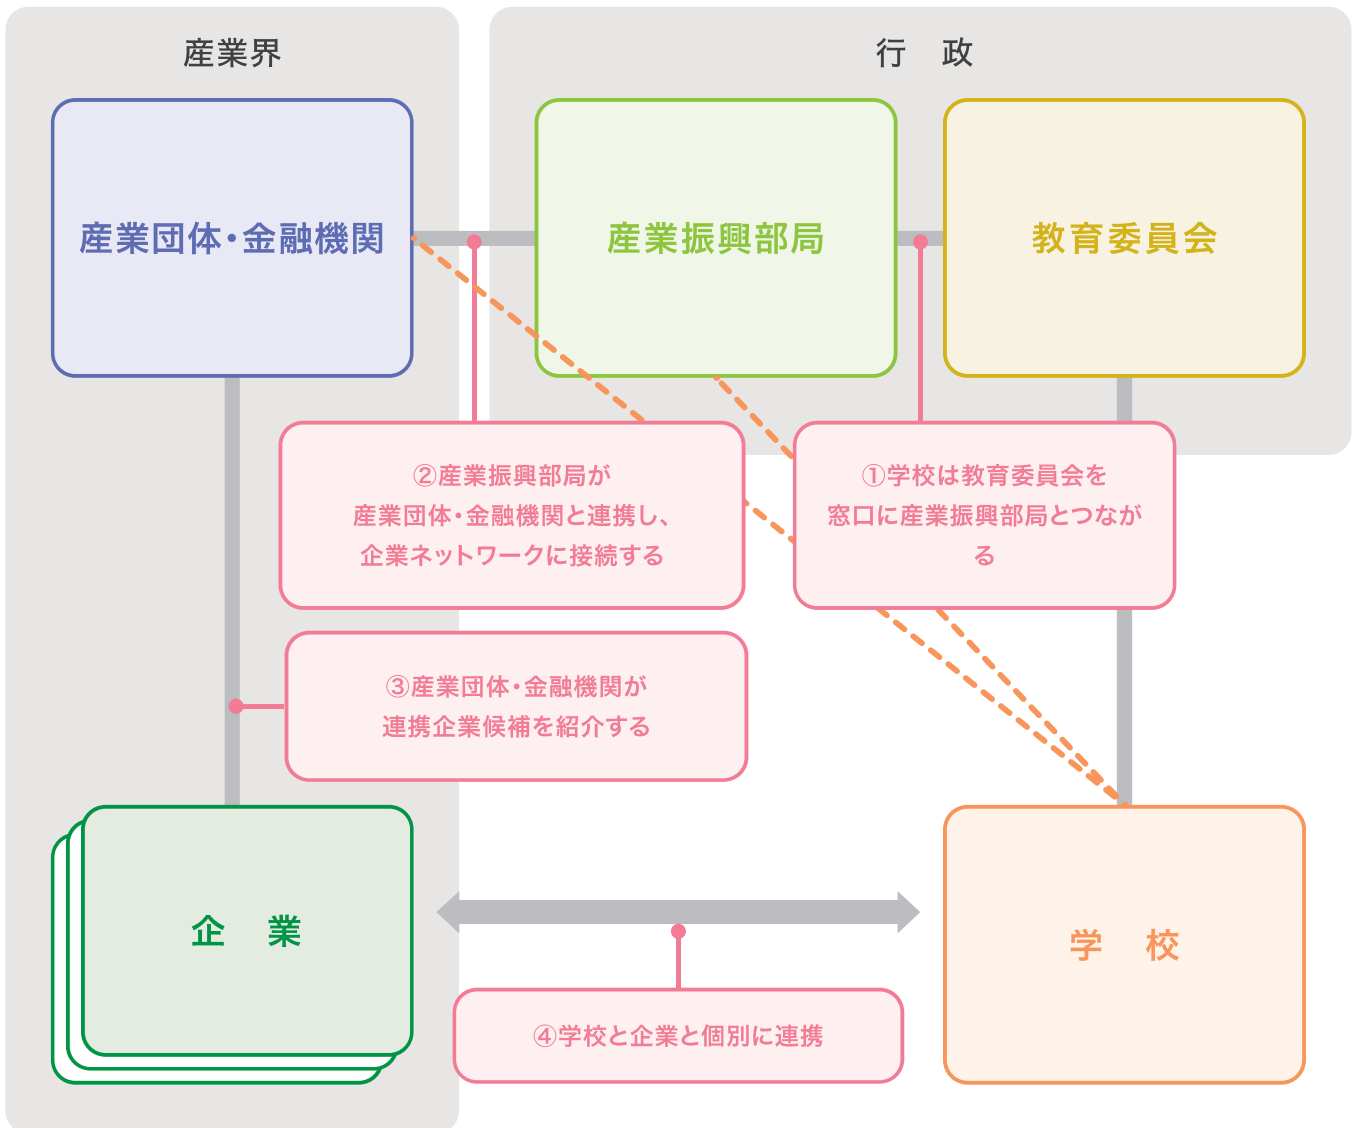 産業界
行　政
産業団体・金融機関
産業振興部局
教育委員会
②産業振興部局が
産業団体・金融機関と連携し、
企業ネットワークに接続する
①学校は教育委員会を
窓口に産業振興部局とつなが
る
③産業団体・金融機関が
連携企業候補を紹介する
企　業
学　校
④学校と企業と個別に連携